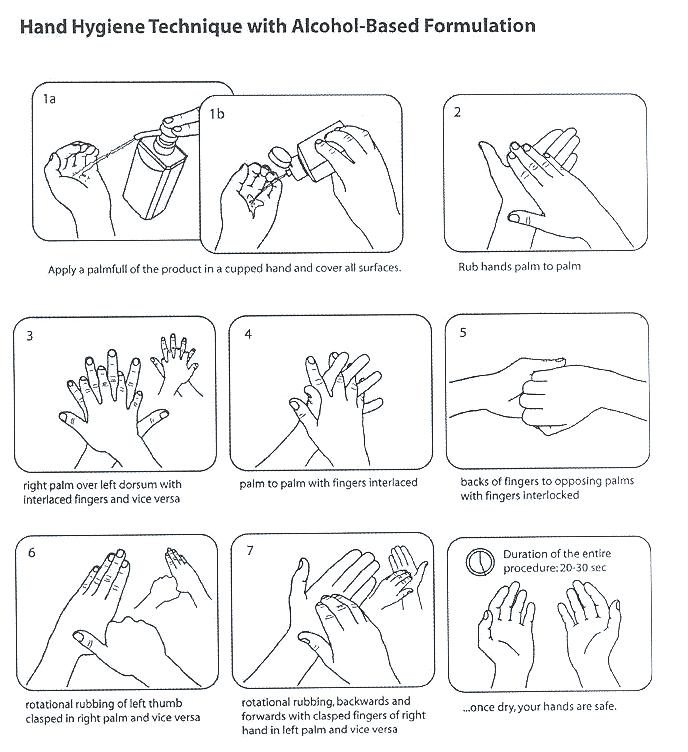 Hand Hygiene Technique with Alcohol-Based Formulation
1a
1b
Apply a palmfull of the product in a cupped hand and cover all surfaces.
2
Rub hands palm to palm
3
right palm over left dorsum with
interlaced fingers and vice versa
4
palm to palm with fingers interlaced
5
backs of fingers to opposing palms
with fingers interlocked
6
rotational rubbing of left thumb
clasped in right palm and vice versa
7
rotational rubbing, backwards and
forwards with clasped fingers of right
hand in left palm and vice versa
Duration of the entire
procedure: 20-30 sec
...once dry, your hands are safe.